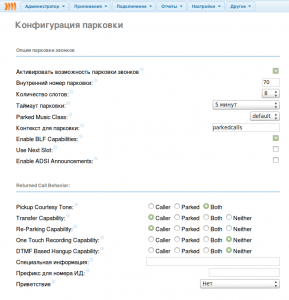 Администратор Приложения Подключения Отчеты Настройки Другие
Конфигурация парковки
Опции парковки звонков
Активировать возможность парковки звонков
Внутренний номер парковки: 70
Количество слотов: 8
Таймаут парковки: 5 минут
Parked Music Class: default
Контекст для парковки: parkedcalls
Enable BLF Capabilities:
Use Next Slot:
Enable ADSI Announcements:
Returned Call Behavior:
Pickup Courtesy Tone: Caller Parked Both
Transfer Capability: Caller Parked Both Neither
Re-Parking Capability: Caller Parked Both Neither
One Touch Recording Capability: Caller Parked Both Neither
DTMF Based Hangup Capability: Caller Parked Both Neither
Специальная информация:
Префикс для номера ИД:
Приветствие Нет